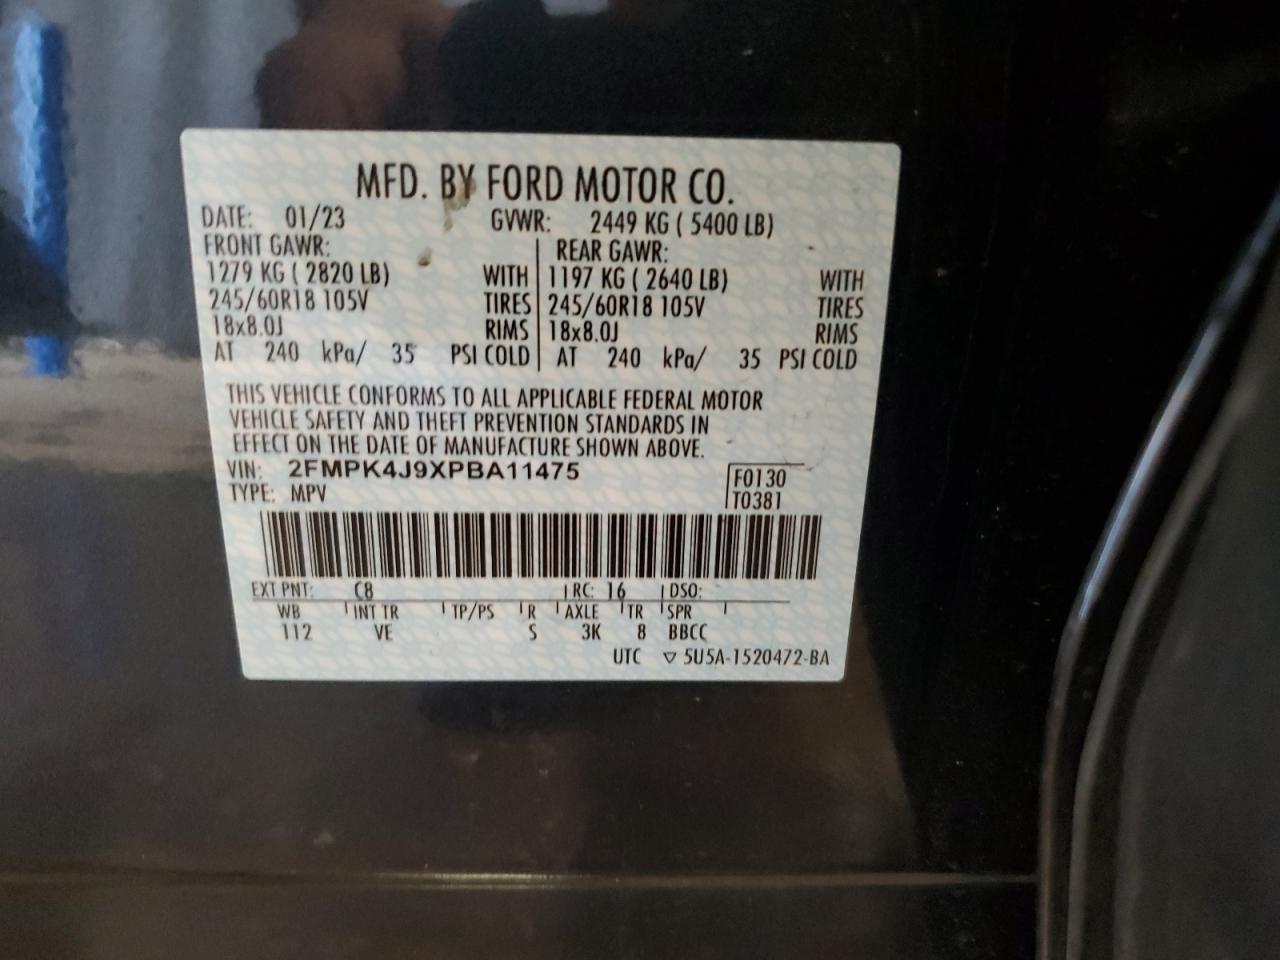 MFD. BY FORD MOTOR CO.
DATE: 01/23 GVWR: 2449 KG ( 5400 LB)
FRONT GAWR: REAR GAWR:
1279 KG ( 2820 LB) WITH 1197 KG ( 2640 LB) WITH
245/60R18 105V TIRES 245/60R18 105V TIRES
18x8.0J RIMS 18x8.0J RIMS
AT 240 kPa/ 35 PSI COLD AT 240 kPa/ 35 PSI COLD
THIS VEHICLE CONFORMS TO ALL APPLICABLE FEDERAL MOTOR
VEHICLE SAFETY AND THEFT PREVENTION STANDARDS IN
EFFECT ON THE DATE OF MANUFACTURE SHOWN ABOVE.
VIN: 2FMPK4J9XPBA11475
TYPE: MPV
F0130
T0381
EXT PNT: C8 RC: 16 DSO:
WB INT TR TP/PS R AXLE TR SPR
112 VE S 3K 8 BBCC
UTC ▽ 5U5A-1520472-BA